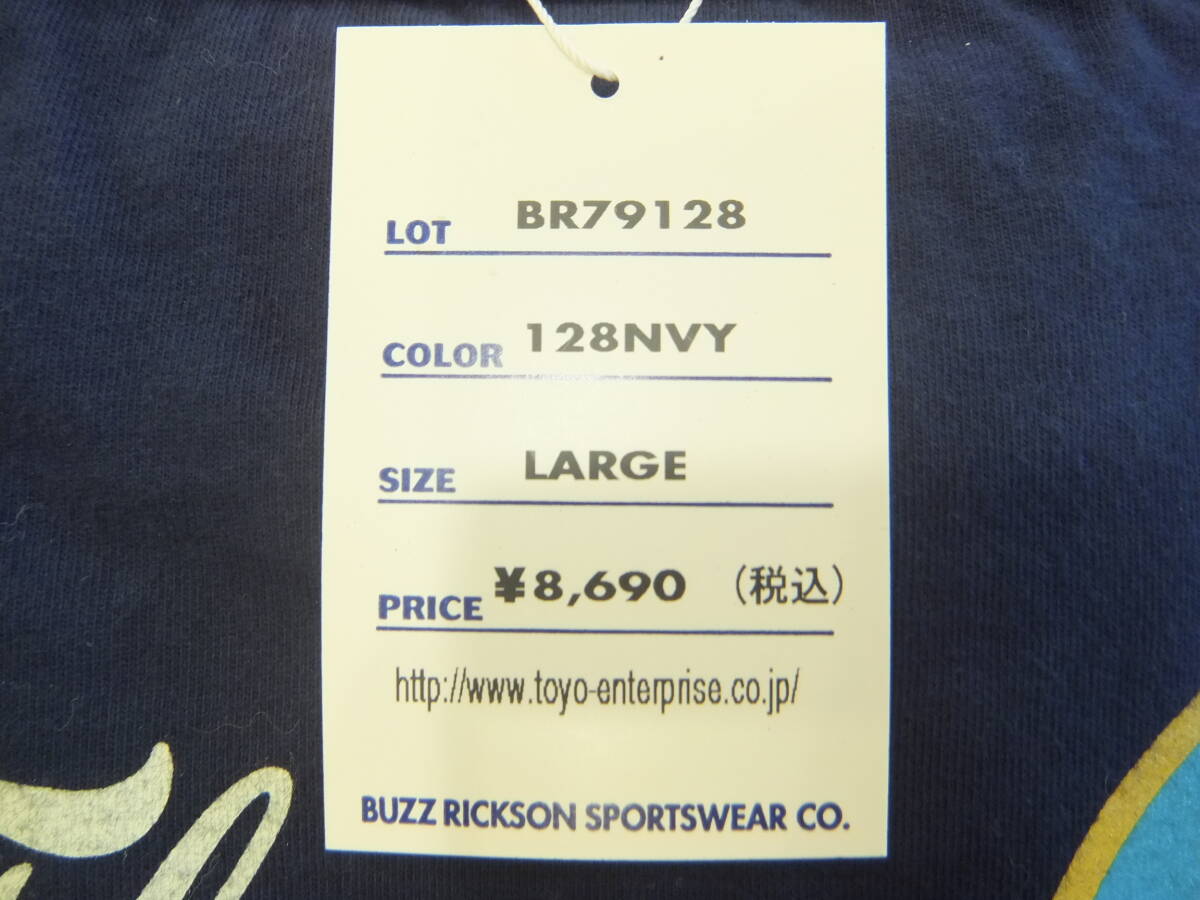 LOT BR79128
COLOR 128NVY
SIZE LARGE
PRICE ¥8,690 (税込)
http://www.toyo-enterprise.co.jp/
BUZZ RICKSON SPORTSWEAR CO.